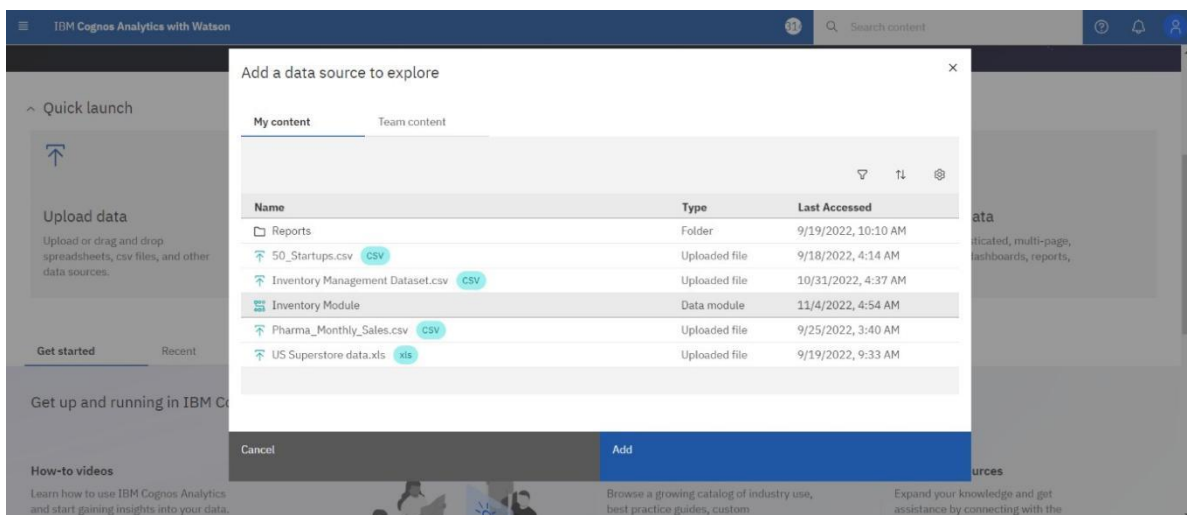 IBM Cognos Analytics with Watson
Search content
Add a data source to explore
Quick launch
My content
Team content
Upload data
Upload or drag and drop
spreadsheets, csv files, and other
data sources.
Name Type Last Accessed
Reports Folder 9/19/2022, 10:10 AM
50_Startups.csv CSV Uploaded file 9/18/2022, 4:14 AM
Inventory Management Dataset.csv CSV Uploaded file 10/31/2022, 4:37 AM
Inventory Module Data module 11/4/2022, 4:54 AM
Pharma_Monthly_Sales.csv CSV Uploaded file 9/25/2022, 3:40 AM
US Superstore data.xls xls Uploaded file 9/19/2022, 9:33 AM
ata
sticated, multi-page,
dashboards, reports,
Get started
Recent
Get up and running in IBM Co
Cancel
Add
How-to videos
Learn how to use IBM Cognos Analytics
and start gaining insights into your data.
Browse a growing catalog of industry use,
best practice guides, custom
urces
Expand your knowledge and get
assistance by connecting with the